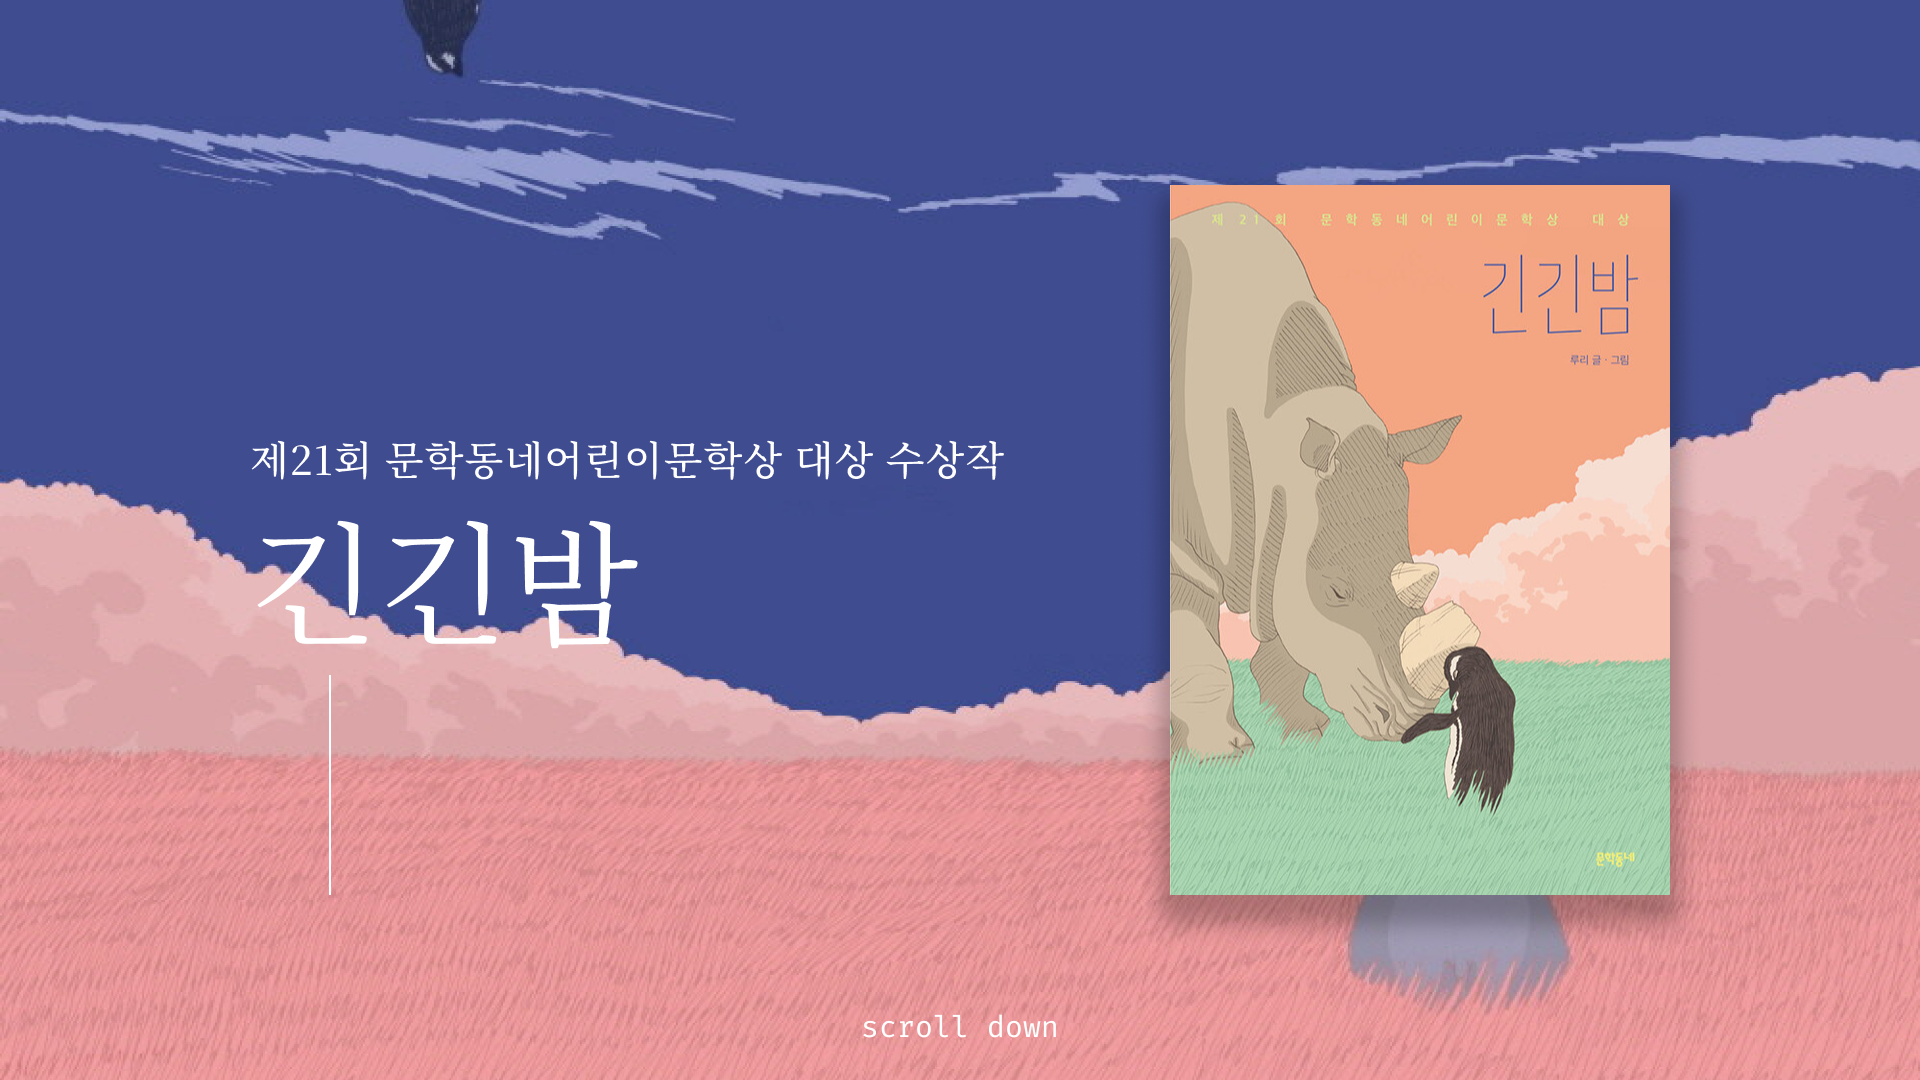 제21회 문학동네어린이문학상 대상 수상작
긴긴밤
제21회 문학동네어린이문학상 대상
긴긴밤
루리 글·그림
문학동네
scroll down